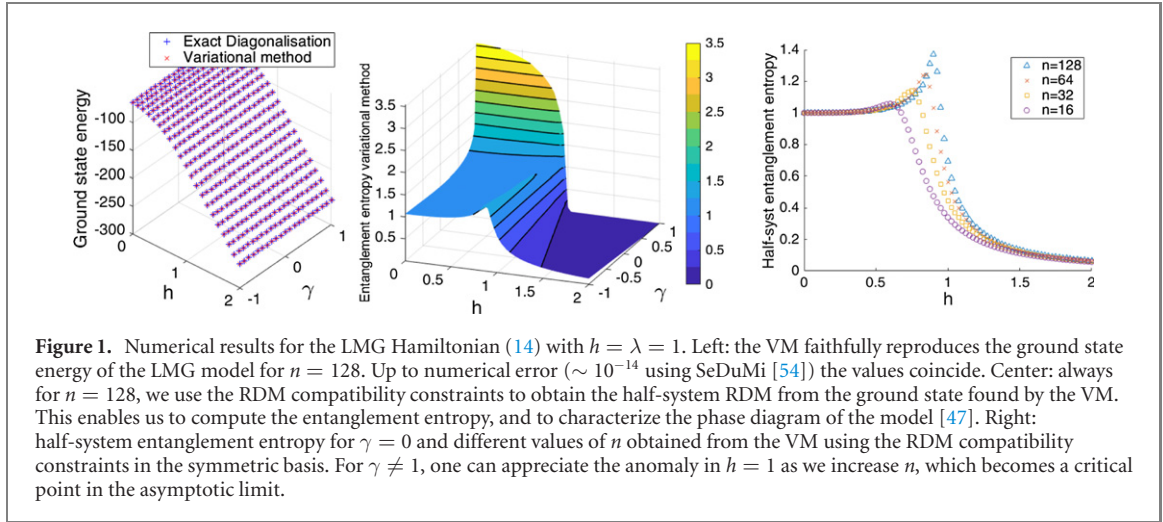 Exact Diagonalisation
Variational method
Ground state energy
-100
-150
-200
-250
-300
0
1
2
h
-1
0
1
γ
Entanglement entropy variational method
3.5
3
2.5
2
1.5
1
0.5
0
0.5
1
1.5
2
h
-1
-0.5
0
0.5
1
γ
3.5
3
2.5
2
1.5
1
0.5
0
Half-syst entanglement entropy
1.4
1.2
1
0.8
0.6
0.4
0.2
0
0
0.5
1
1.5
2
h
n=128
n=64
n=32
n=16
Figure 1. Numerical results for the LMG Hamiltonian (14) with h = λ = 1. Left: the VM faithfully reproduces the ground state
energy of the LMG model for n = 128. Up to numerical error (∼ 10⁻¹⁴ using SeDuMi [54]) the values coincide. Center: always
for n = 128, we use the RDM compatibility constraints to obtain the half-system RDM from the ground state found by the VM.
This enables us to compute the entanglement entropy, and to characterize the phase diagram of the model [47]. Right:
half-system entanglement entropy for γ = 0 and different values of n obtained from the VM using the RDM compatibility
constraints in the symmetric basis. For γ ≠ 1, one can appreciate the anomaly in h = 1 as we increase n, which becomes a critical
point in the asymptotic limit.